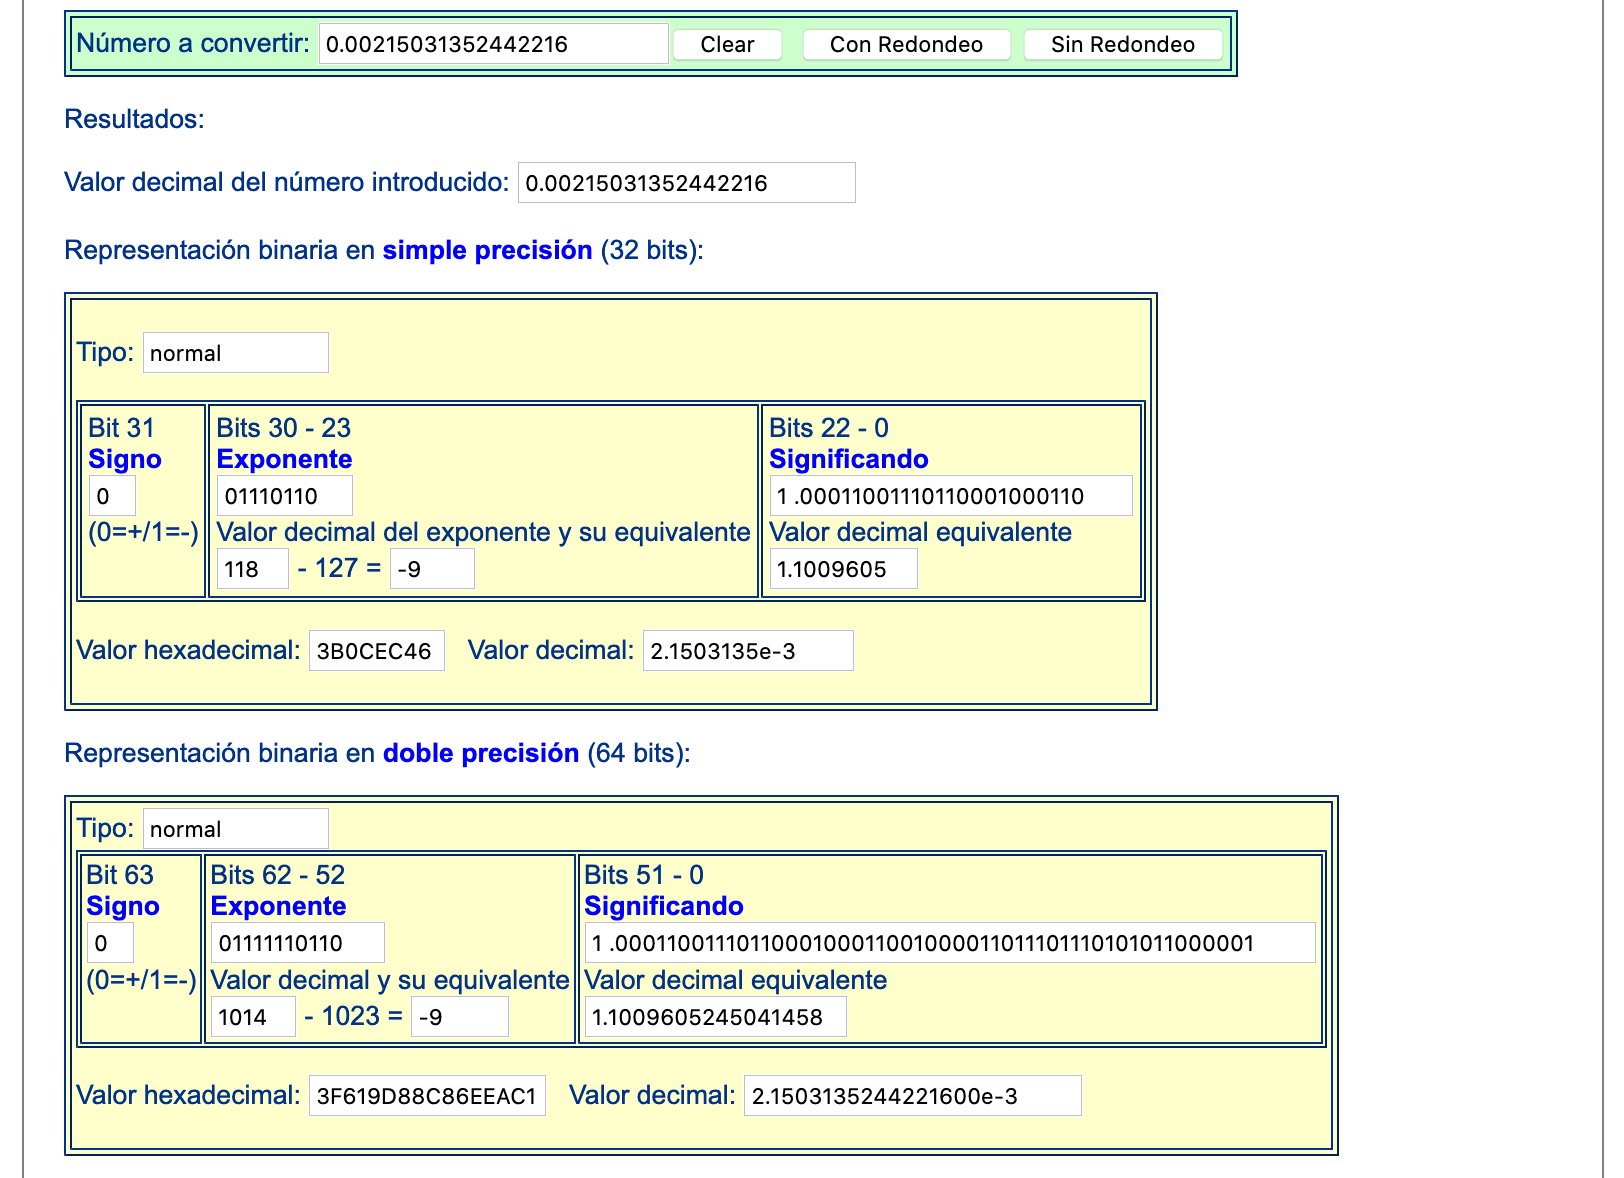 Número a convertir: 0.00215031352442216 Clear Con Redondeo Sin Redondeo
Resultados:
Valor decimal del número introducido: 0.00215031352442216
Representación binaria en simple precisión (32 bits):
Tipo: normal
Bit 31
Signo
0
(0=+/1=-)
Bits 30 - 23
Exponente
01110110
Valor decimal del exponente y su equivalente
118 - 127 = -9
Bits 22 - 0
Significando
1 .00011001110110001000110
Valor decimal equivalente
1.1009605
Valor hexadecimal: 3B0CEC46 Valor decimal: 2.1503135e-3
Representación binaria en doble precisión (64 bits):
Tipo: normal
Bit 63
Signo
0
(0=+/1=-)
Bits 62 - 52
Exponente
01111110110
Valor decimal y su equivalente
1014 - 1023 = -9
Bits 51 - 0
Significando
1 .0001100111011000100011001000011011101110101011000001
Valor decimal equivalente
1.1009605245041458
Valor hexadecimal: 3F619D88C86EEAC1 Valor decimal: 2.1503135244221600e-3